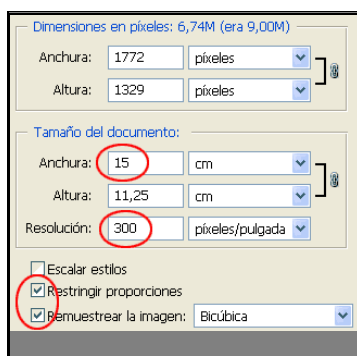 Dimensiones en píxeles: 6,74M (era 9,00M)
Anchura: 1772 píxeles
Altura: 1329 píxeles
Tamaño del documento:
Anchura: 15 cm
Altura: 11,25 cm
Resolución: 300 píxeles/pulgada
Escalar estilos
Restringir proporciones
Remuestrear la imagen: Bicúbica